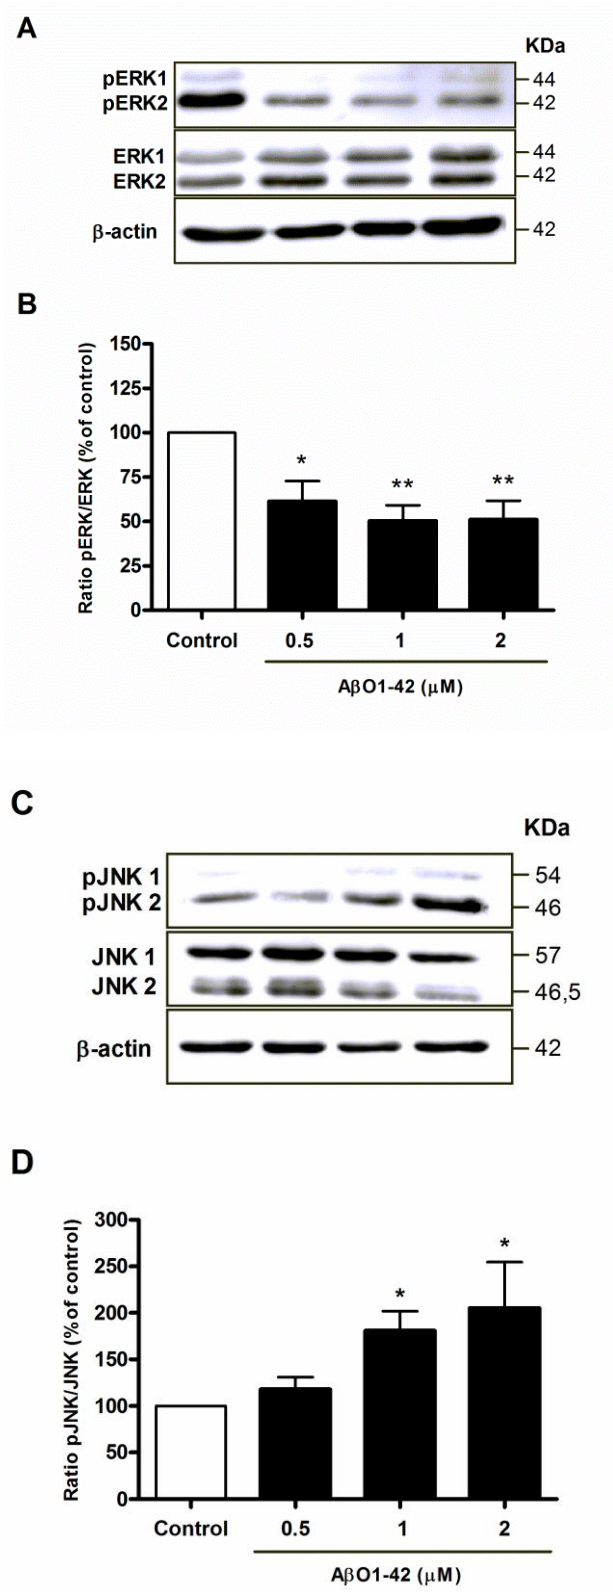 A
KDa
pERK1
44
pERK2
42
ERK1
44
ERK2
42
β-actin
42
B
Ratio pERK/ERK (%of control)
150
125
100
75
50
25
0
*
**
**
Control 0.5 1 2
AβO1-42 (μM)
C
KDa
pJNK 1
54
pJNK 2
46
JNK 1
57
JNK 2
46,5
β-actin
42
D
Ratio pJNK/JNK (%of control)
300
250
200
150
100
50
0
*
*
Control 0.5 1 2
AβO1-42 (μM)